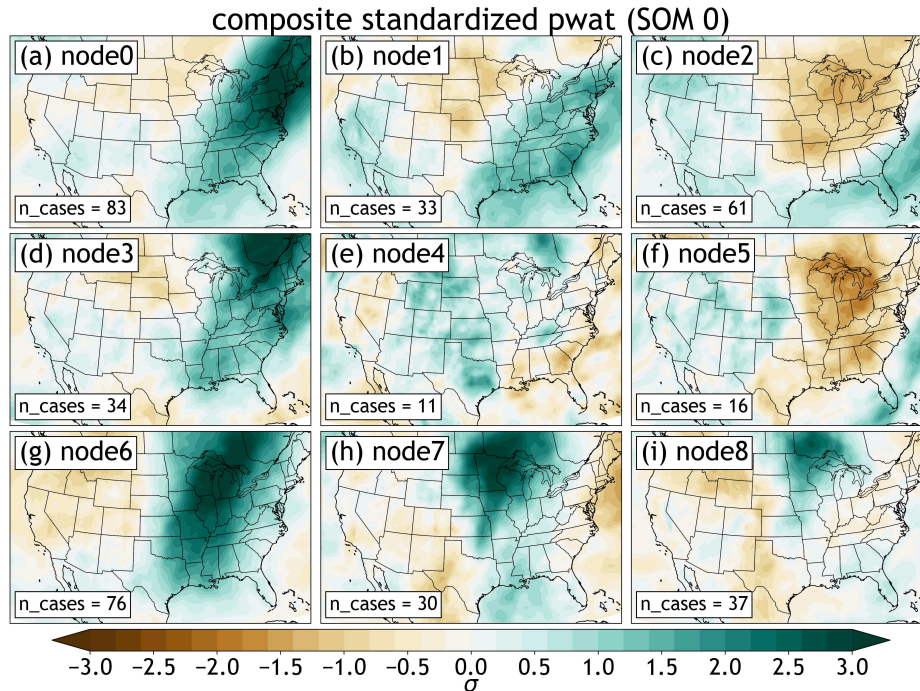 composite standardized pwat (SOM 0)
(a) node0
(b) node1
(c) node2
n_cases = 83
n_cases = 33
n_cases = 61
(d) node3
(e) node4
(f) node5
n_cases = 34
n_cases = 11
n_cases = 16
(g) node6
(h) node7
(i) node8
n_cases = 76
n_cases = 30
n_cases = 37
−3.0 −2.5 −2.0 −1.5 −1.0 −0.5 0.0 0.5 1.0 1.5 2.0 2.5 3.0
σ